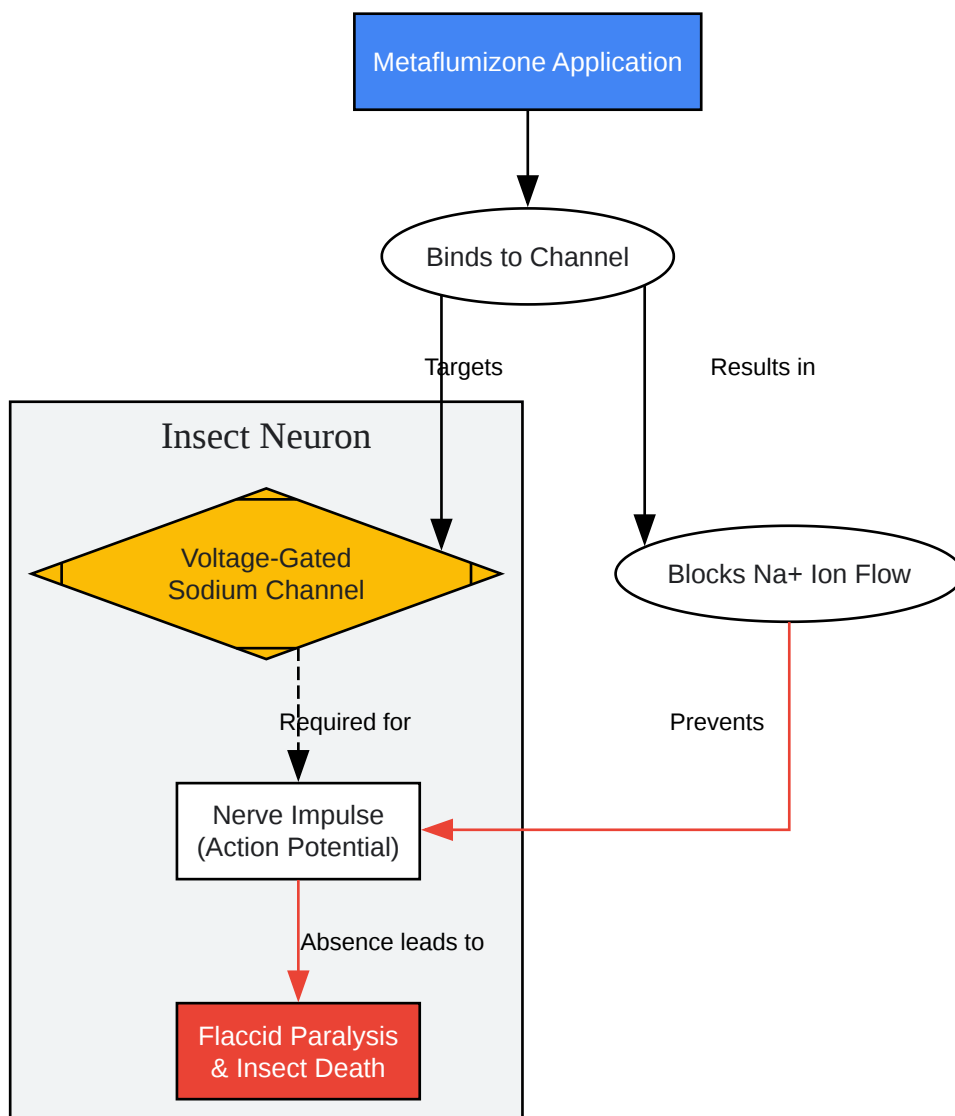 Metaflumizone Application
Binds to Channel
Targets
Results in
Insect Neuron
Voltage-Gated
Sodium Channel
Blocks Na+ Ion Flow
Required for
Prevents
Nerve Impulse
(Action Potential)
Absence leads to
Flaccid Paralysis
& Insect Death